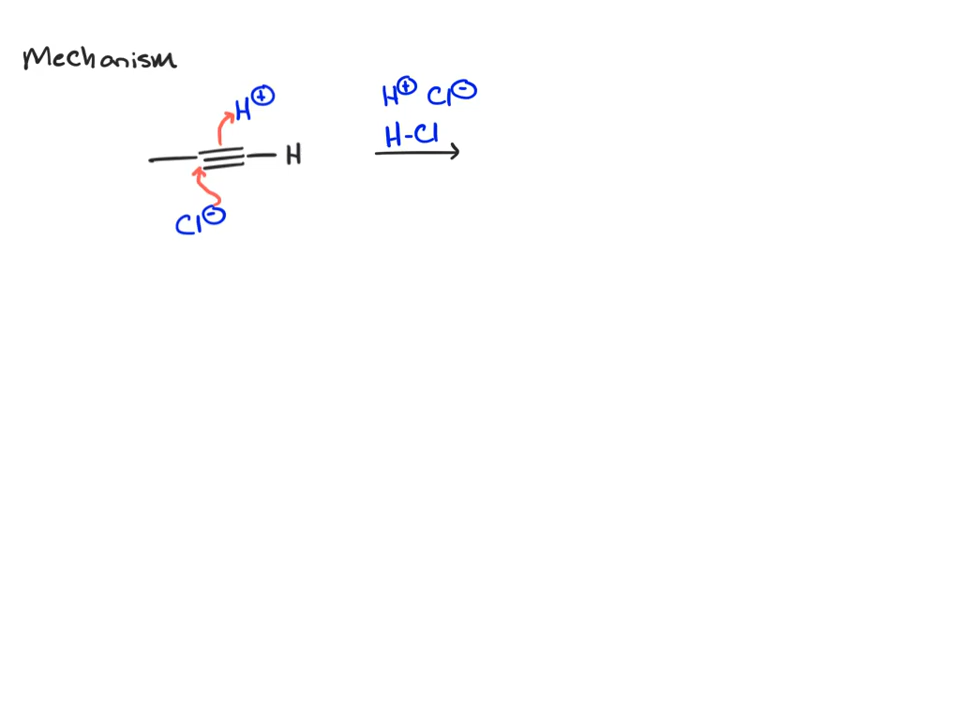 Mechanism
H⊕
H⊕ Cl⊖
H-Cl
H
Cl⊖